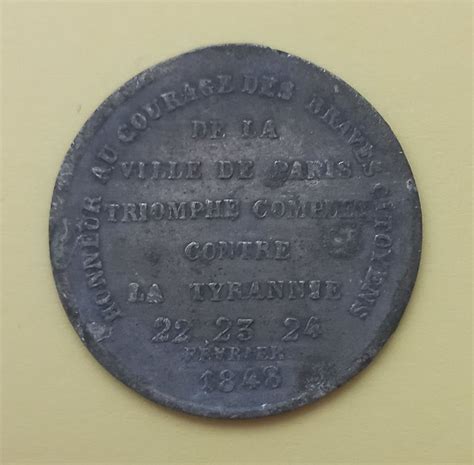 HONNEUR AU COURAGE DES BRAVES CITOYENS
DE LA
VILLE DE PARIS
TRIOMPHE COMPLET
CONTRE
LA TYRANNIE
22 23 24
FEVRIER
1848